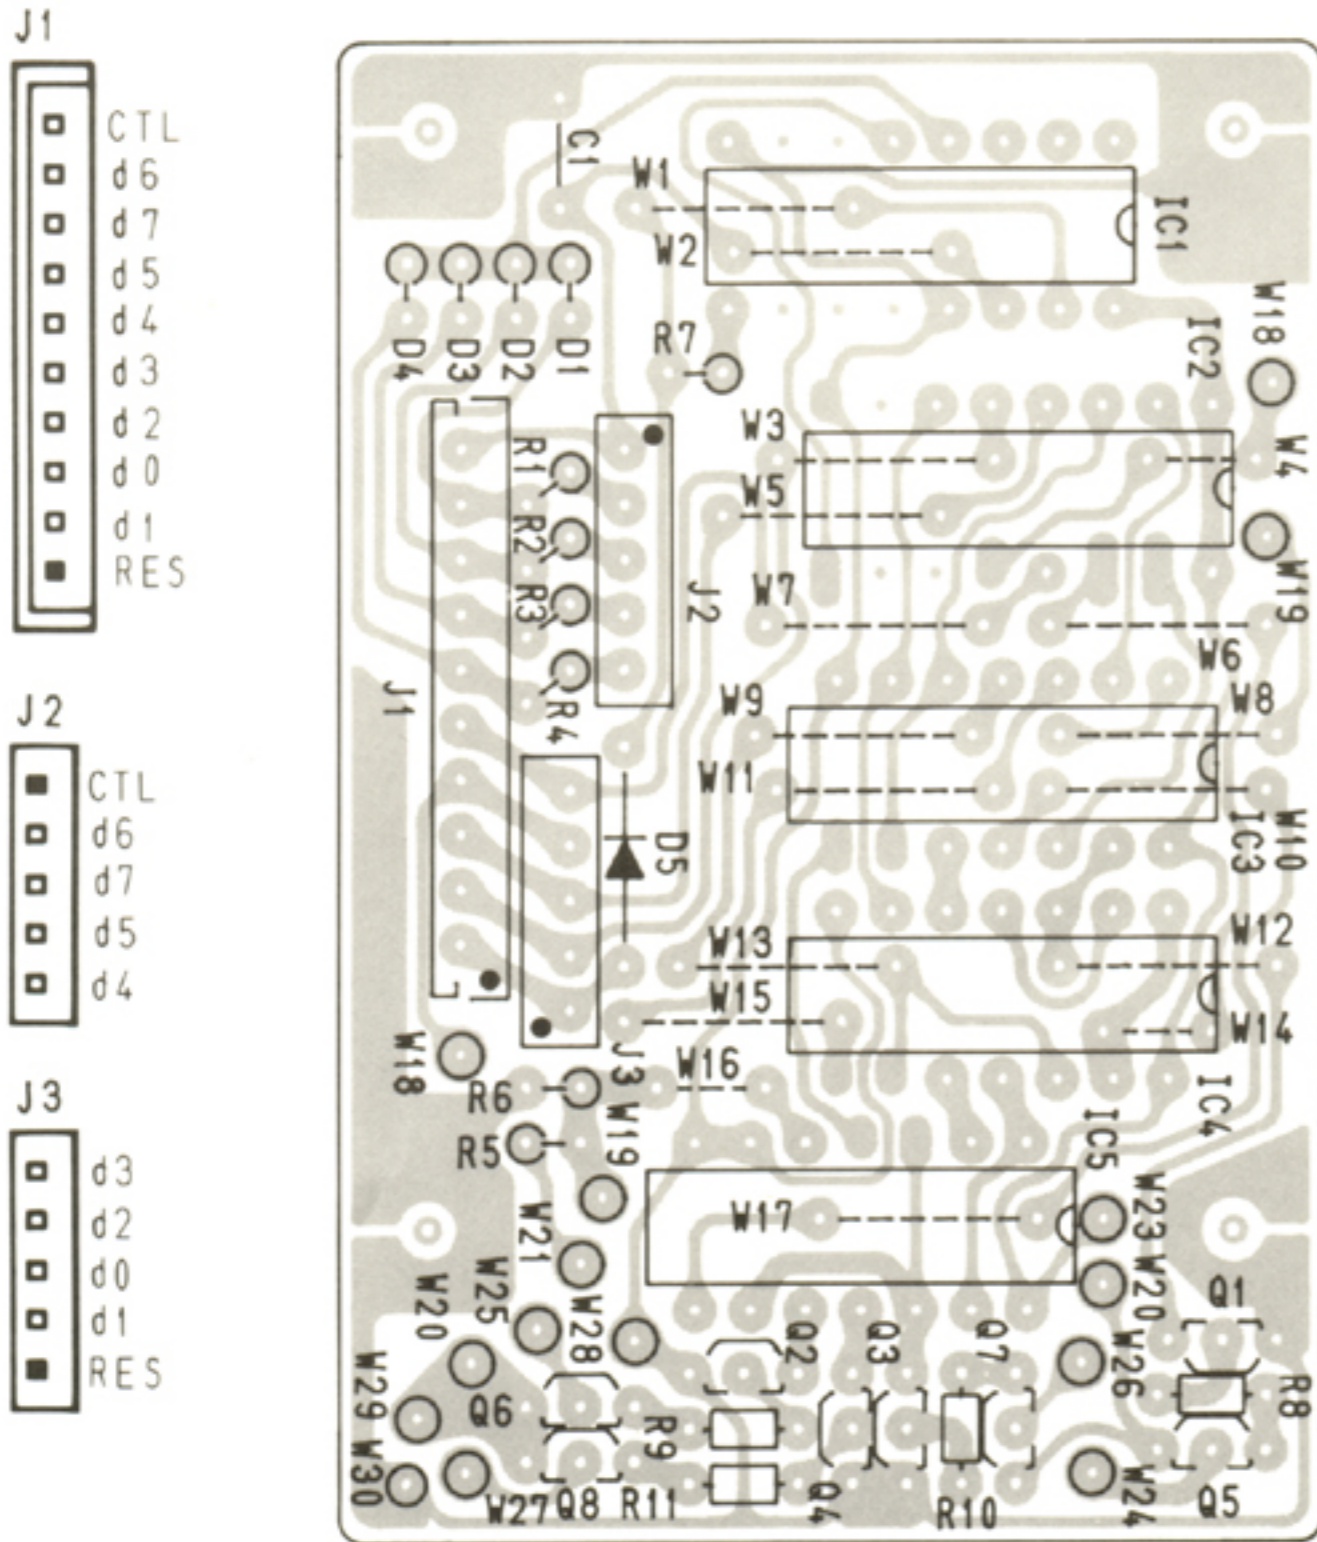 J1
CTL
d6
d7
d5
d4
d3
d2
d0
d1
RES
J2
CTL
d6
d7
d5
d4
J3
d3
d2
d0
d1
RES
C1
W1
W2
IC1
D4
D3
D2
D1
R7
IC2
W18
W3
W5
W4
R1
R2
R3
R4
J1
J2
W7
W19
W6
W9
W8
W11
D5
IC3
W10
W13
W12
W15
W14
W18
J3
W16
R6
R5
W19
IC4
IC5
W17
W21
W23
W20
W25
W28
W20
Q1
Q2
Q3
Q7
W26
W29
Q6
R9
R8
W30
W27
Q8
R11
Q4
R10
W24
Q5